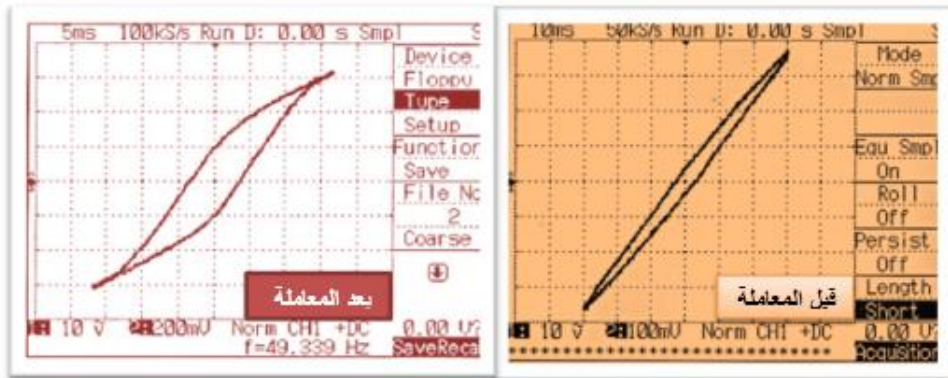 5ms 100kS/s Run D: 0.00 s Smpl
Device
Floppy
Type
Setup
Function
Save
File No
2
Coarse
بعد المعاملة
10 V 200mV Norm CH1 +DC 0.00 V?
f=49.339 Hz SaveReca
10ms 50kS/s Run D: 0.00 s Smpl
Mode
Norm Smp
Equ Smpl
On
Roll
Off
Persist
Off
Length
Short
قبل المعاملة
10 V 100mV Norm CH1 +DC 0.00 V?
Acquisition